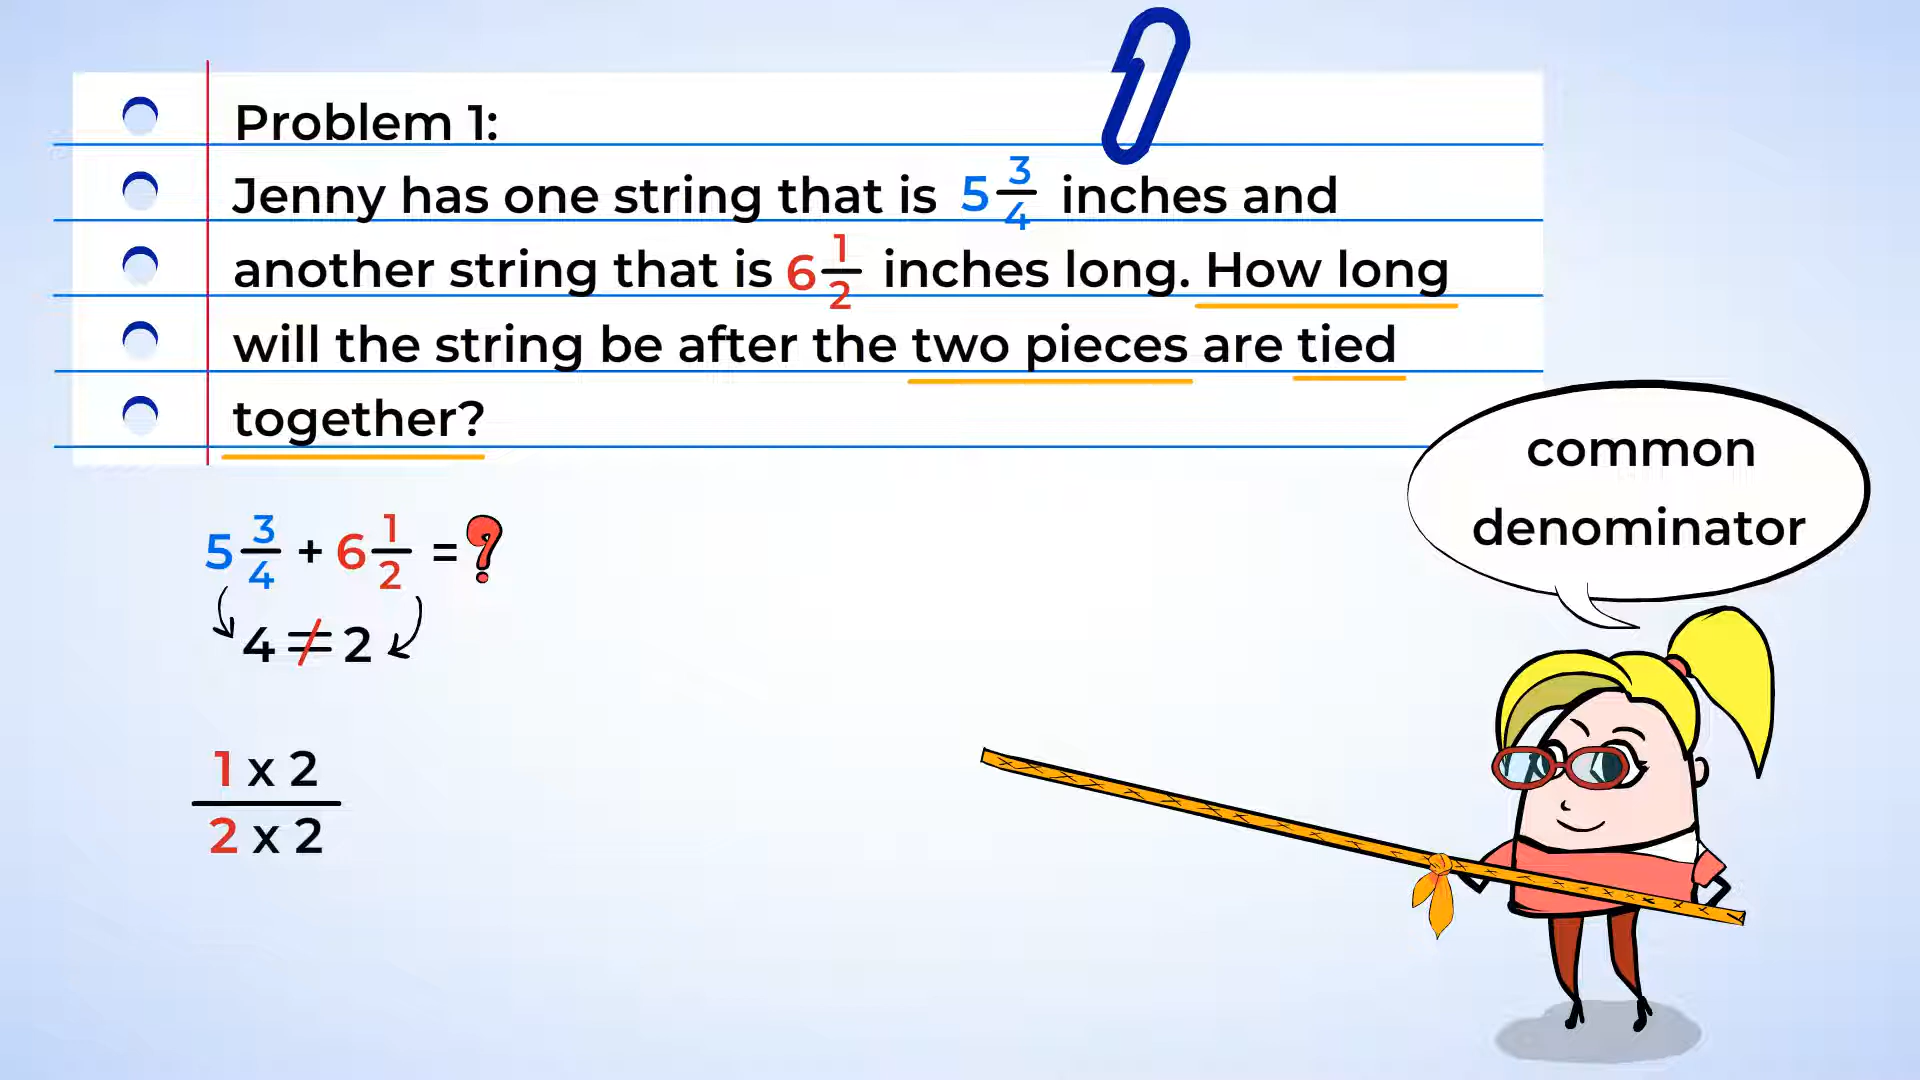 Problem 1:
Jenny has one string that is 5 3/4 inches and
another string that is 6 1/2 inches long. How long
will the string be after the two pieces are tied
together?
common
denominator
5 3/4 + 6 1/2 = ?
4 ≠ 2
1 x 2
2 x 2